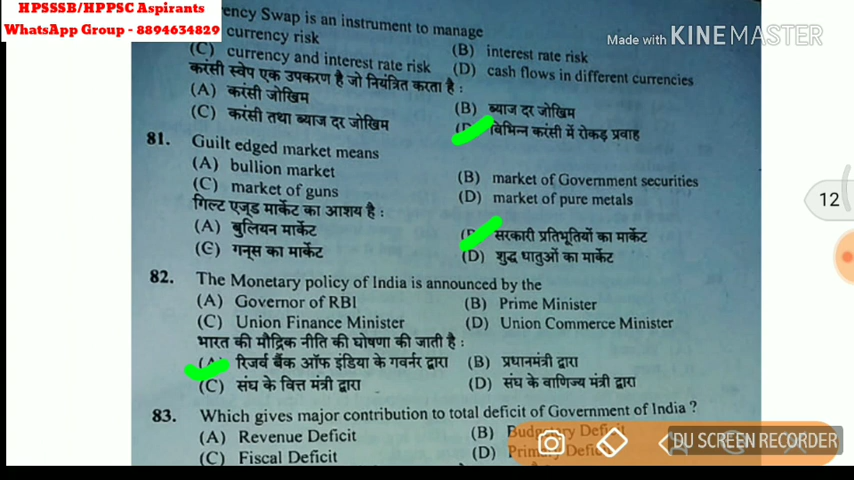 HPSSSB/HPPSC Aspirants
WhatsApp Group - 8894634829
Made with KINEMASTER
Swap is an instrument to manage
currency risk
(B) interest rate risk
(C) currency and interest rate risk
(D) cash flows in different currencies
करंसी स्वेप एक उपकरण है जो नियंत्रित करता है :
(A) करंसी जोखिम
(B) ब्याज दर जोखिम
(C) करंसी तथा ब्याज दर जोखिम
विभिन्न करंसी में रोकड़ प्रवाह
81. Guilt edged market means
(A) bullion market
(B) market of Government securities
(C) market of guns
(D) market of pure metals
गिल्ट एज्ड मार्केट का आशय है :
(A) बुलियन मार्केट
सरकारी प्रतिभूतियों का मार्केट
(C) गन्स का मार्केट
(D) शुद्ध धातुओं का मार्केट
12
82. The Monetary policy of India is announced by the
(A) Governor of RBI
(B) Prime Minister
(C) Union Finance Minister
(D) Union Commerce Minister
भारत की मौद्रिक नीति की घोषणा की जाती है :
(A) रिजर्व बैंक ऑफ इंडिया के गवर्नर द्वारा
(B) प्रधानमंत्री द्वारा
(C) संघ के वित्त मंत्री द्वारा
(D) संघ के वाणिज्य मंत्री द्वारा
83. Which gives major contribution to total deficit of Government of India ?
(A) Revenue Deficit
(B) Budgetary Deficit
(C) Fiscal Deficit
(D) Primary Deficit
DU SCREEN RECORDER